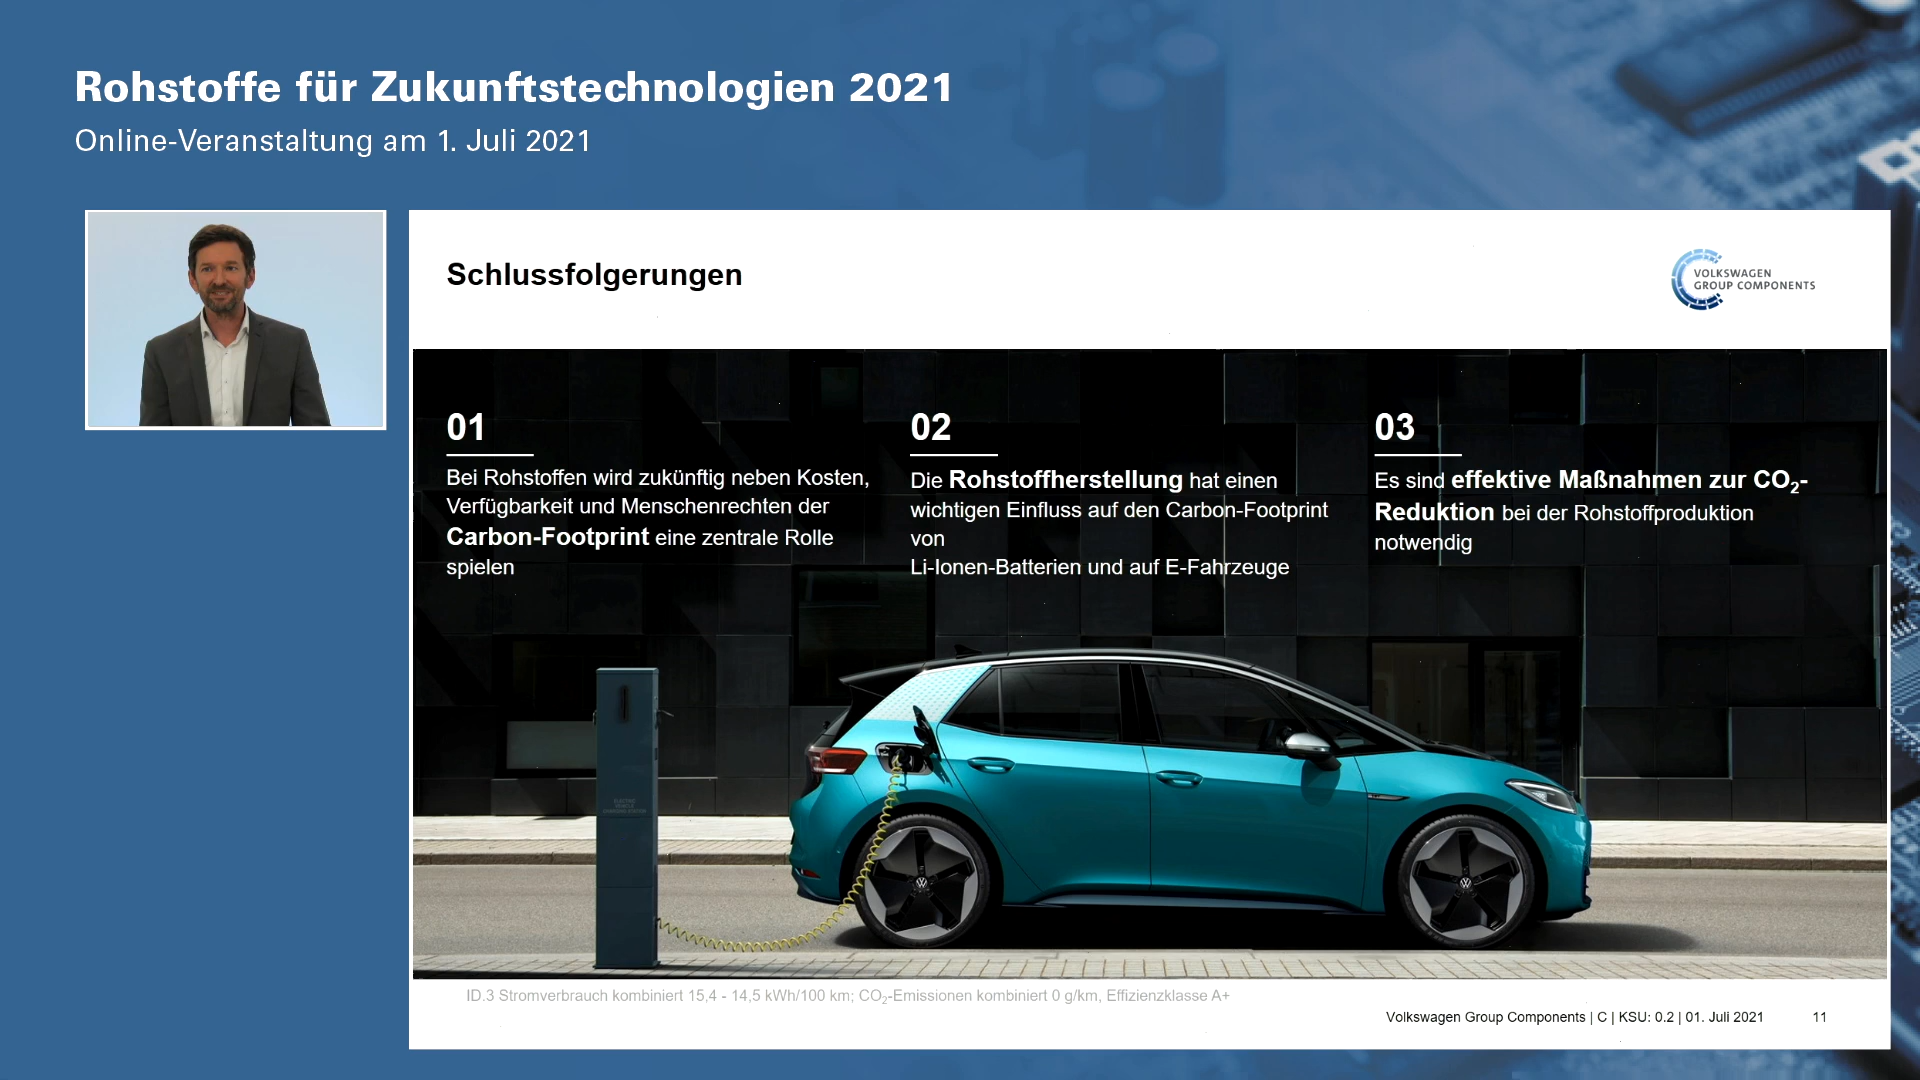 Rohstoffe für Zukunftstechnologien 2021
Online-Veranstaltung am 1. Juli 2021
Schlussfolgerungen
VOLKSWAGEN
GROUP COMPONENTS
01
Bei Rohstoffen wird zukünftig neben Kosten,
Verfügbarkeit und Menschenrechten der
Carbon-Footprint eine zentrale Rolle
spielen
02
Die Rohstoffherstellung hat einen
wichtigen Einfluss auf den Carbon-Footprint
von
Li-Ionen-Batterien und auf E-Fahrzeuge
03
Es sind effektive Maßnahmen zur CO₂-
Reduktion bei der Rohstoffproduktion
notwendig
ID.3 Stromverbrauch kombiniert 15,4 - 14,5 kWh/100 km; CO₂-Emissionen kombiniert 0 g/km, Effizienzklasse A+
Volkswagen Group Components | C | KSU: 0.2 | 01. Juli 2021 11